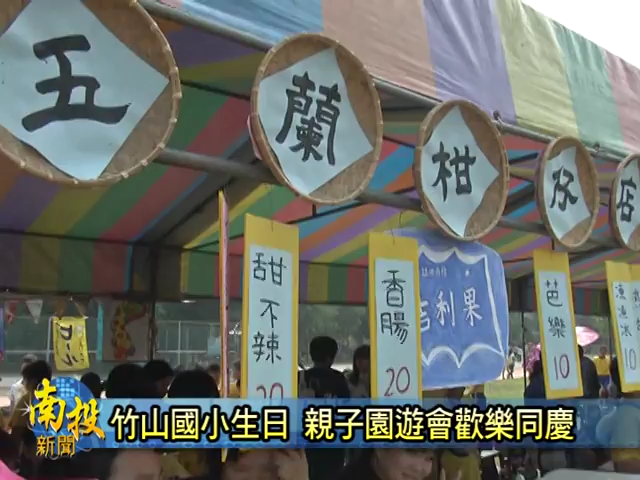 五蘭柑仔店
甜不辣
20
香腸
20
吉利果
芭樂
10
10
南投
新聞
竹山國小生日 親子園遊會歡樂同慶